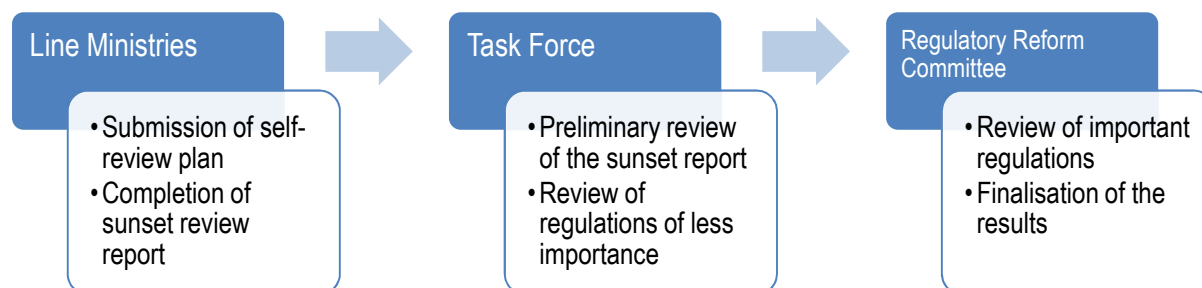 Line Ministries
• Submission of self-
review plan
• Completion of
sunset review
report
Task Force
• Preliminary review
of the sunset report
• Review of
regulations of less
importance
Regulatory Reform
Committee
• Review of important
regulations
• Finalisation of the
results